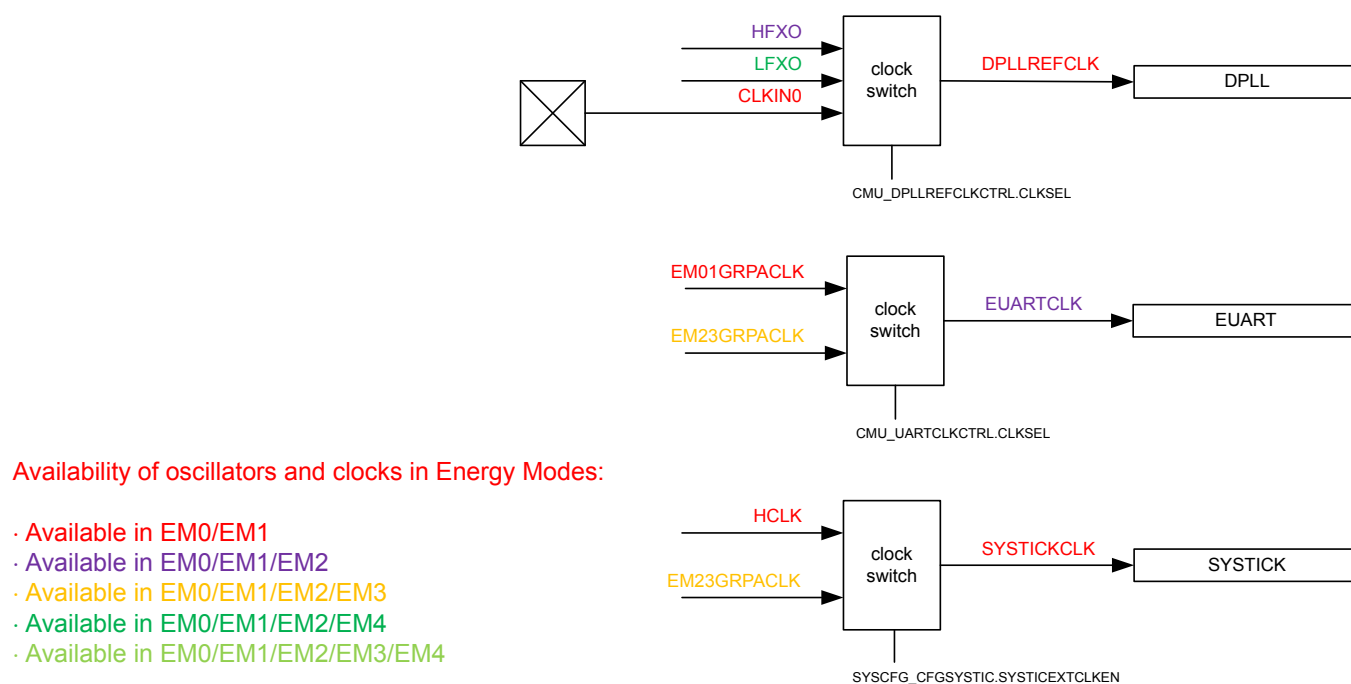 HFXO
LFXO
CLKIN0
clock
switch
DPLLREFCLK
DPLL
CMU_DPLLREFCLKCTRL.CLKSEL
EM01GRPACLK
EM23GRPACLK
clock
switch
EUARTCLK
EUART
CMU_UARTCLKCTRL.CLKSEL
Availability of oscillators and clocks in Energy Modes:
· Available in EM0/EM1
· Available in EM0/EM1/EM2
· Available in EM0/EM1/EM2/EM3
· Available in EM0/EM1/EM2/EM4
· Available in EM0/EM1/EM2/EM3/EM4
HCLK
EM23GRPACLK
clock
switch
SYSTICKCLK
SYSTICK
SYSCFG_CFGSYSTIC.SYSTICEXTCLKEN